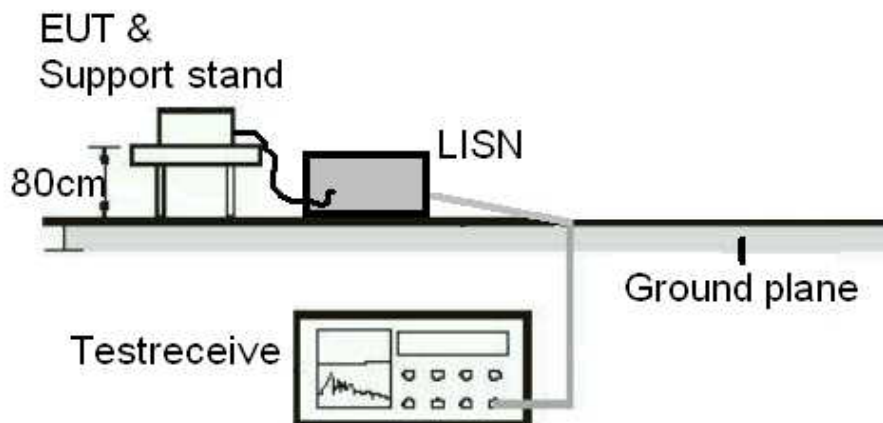 EUT &
Support stand
LISN
80cm
Ground plane
Testreceive